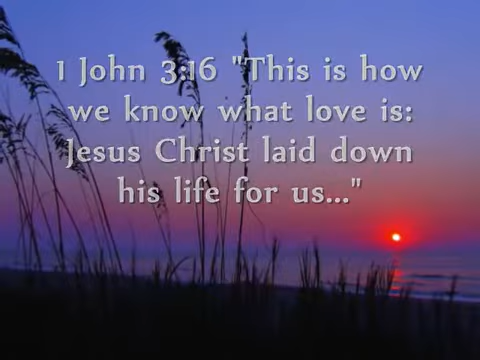 1 John 3:16 "This is how
we know what love is:
Jesus Christ laid down
his life for us..."